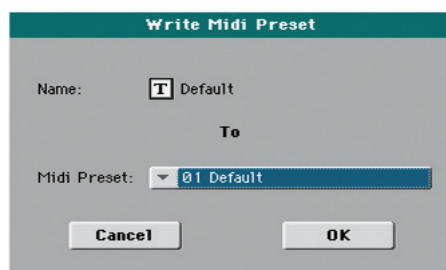 Write Midi Preset
Name: T Default
To
Midi Preset: 01 Default
Cancel OK